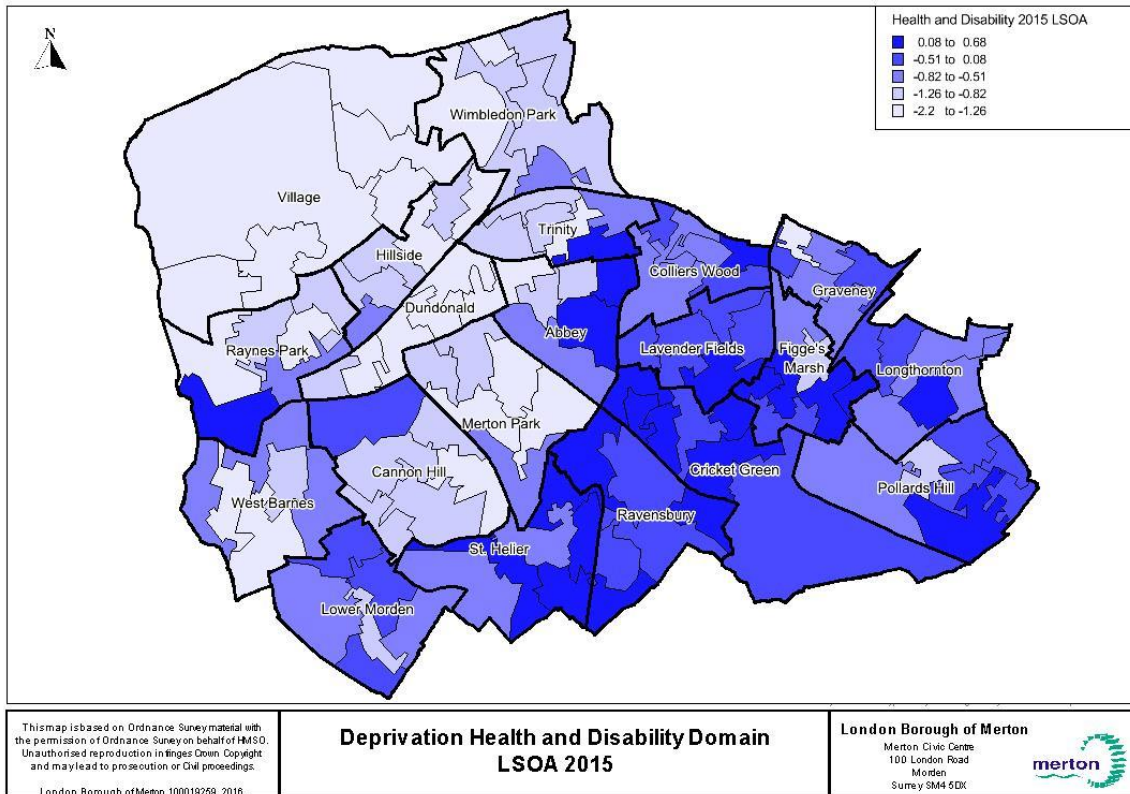 N
Health and Disability 2015 LSOA
0.08 to 0.68
-0.51 to 0.08
-0.82 to -0.51
-1.26 to -0.82
-2.2 to -1.26
Wimbledon Park
Village
Trinity
Hillside
Colliers Wood
Graveney
Dundonald
Abbey
Raynes Park
Lavender Fields
Figge's
Marsh
Longthornton
Merton Park
Cannon Hill
Cricket Green
Pollards Hill
West Barnes
Ravensbury
St. Helier
Lower Morden
This map is based on Ordnance Survey material with
the permission of Ordnance Survey on behalf of HMSO.
Unauthorised reproduction infringes Crown Copyright
and may lead to prosecution or Civil proceedings.
London Borough of Merton 100019259. 2016
Deprivation Health and Disability Domain
LSOA 2015
London Borough of Merton
Merton Civic Centre
100 London Road
Morden
Surrey SM4 5DX
merton